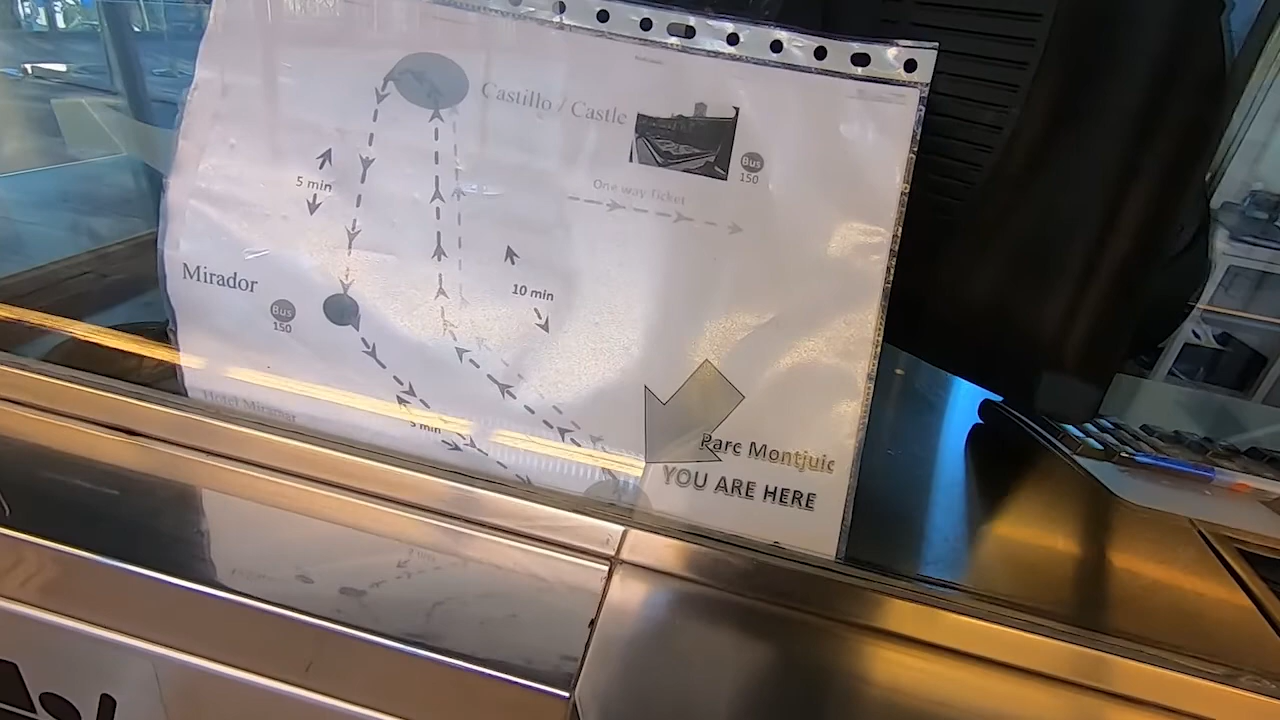 Castillo / Castle
Bus
150
5 min
One way Ticket
Mirador
Bus
150
10 min
Hotel Miramar
5 min
Parc Montjuic
YOU ARE HERE